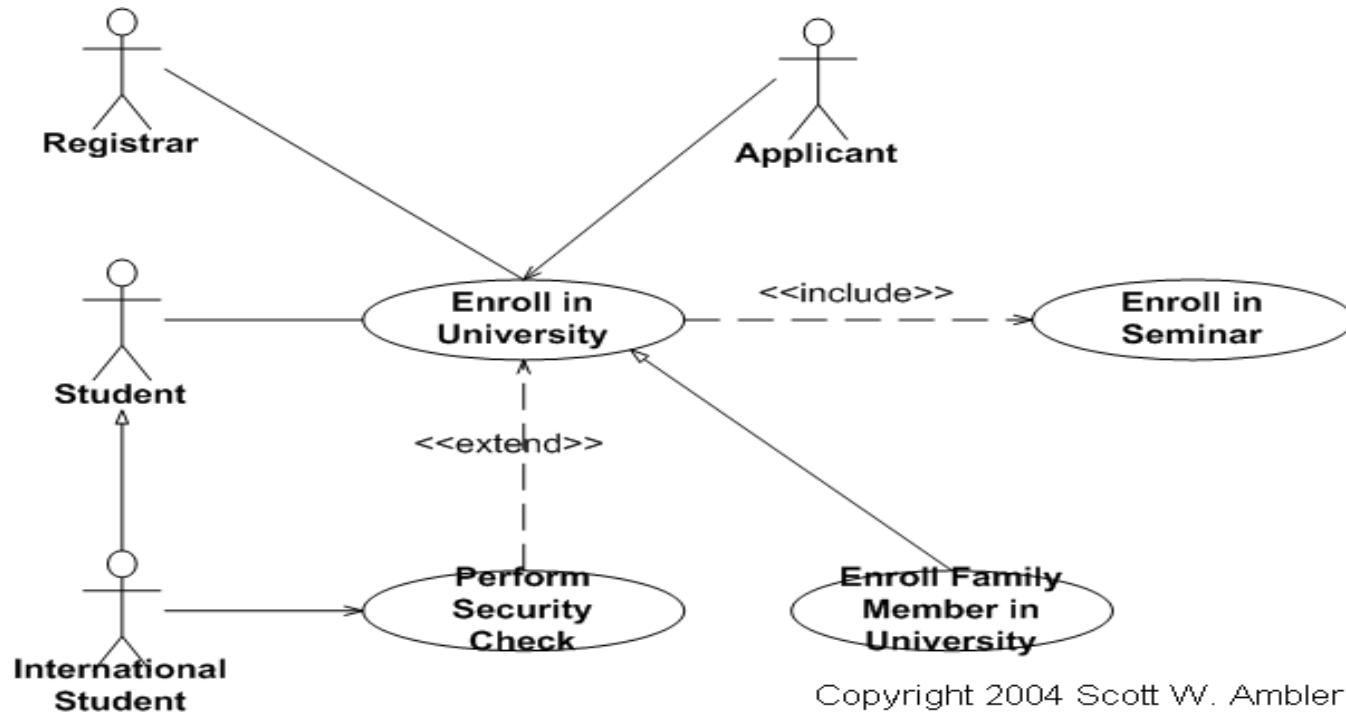 Registrar
Applicant
Enroll in
University
<<include>>
Enroll in
Seminar
Student
<<extend>>
Perform
Security
Check
Enroll Family
Member in
University
International
Student
Copyright 2004 Scott W. Ambler